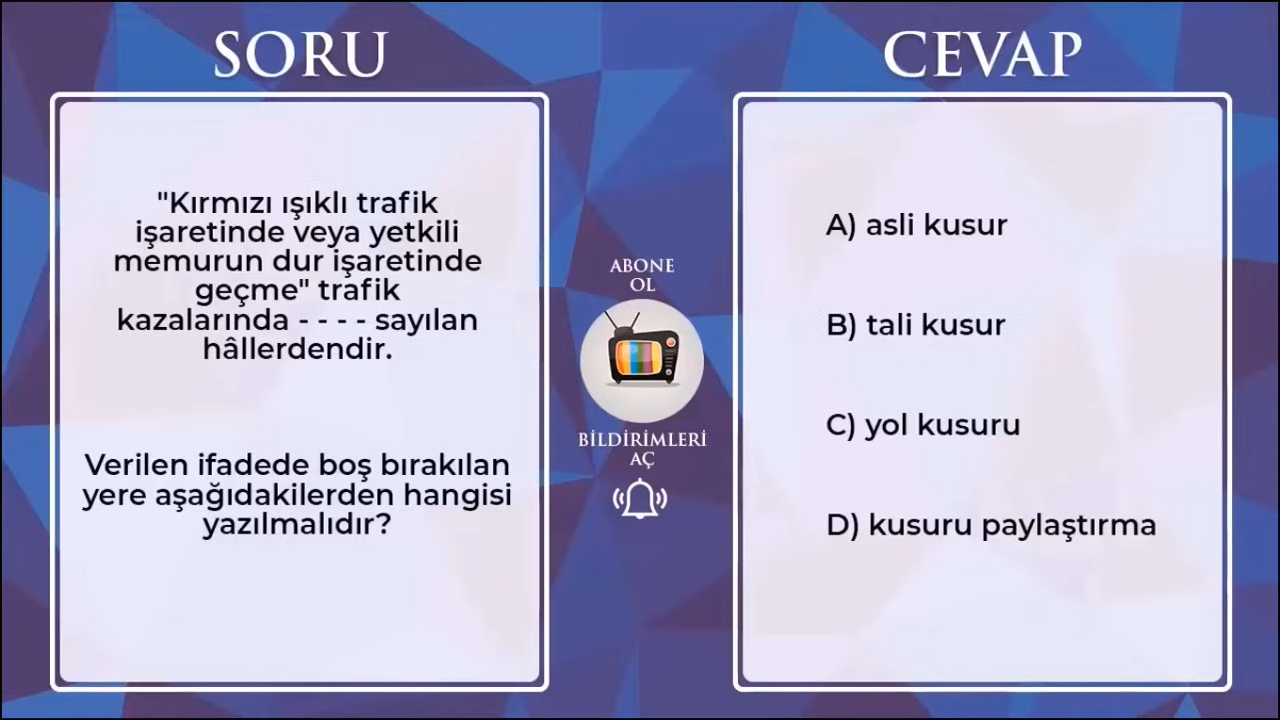 SORU
"Kırmızı ışıklı trafik
işaretinde veya yetkili
memurun dur işaretinde
geçme" trafik
kazalarında - - - - sayılan
hâllerdendir.
Verilen ifadede boş bırakılan
yere aşağıdakilerden hangisi
yazılmalıdır?
ABONE
OL
BİLDİRİMLERİ
AÇ
CEVAP
A) asli kusur
B) tali kusur
C) yol kusuru
D) kusuru paylaştırma